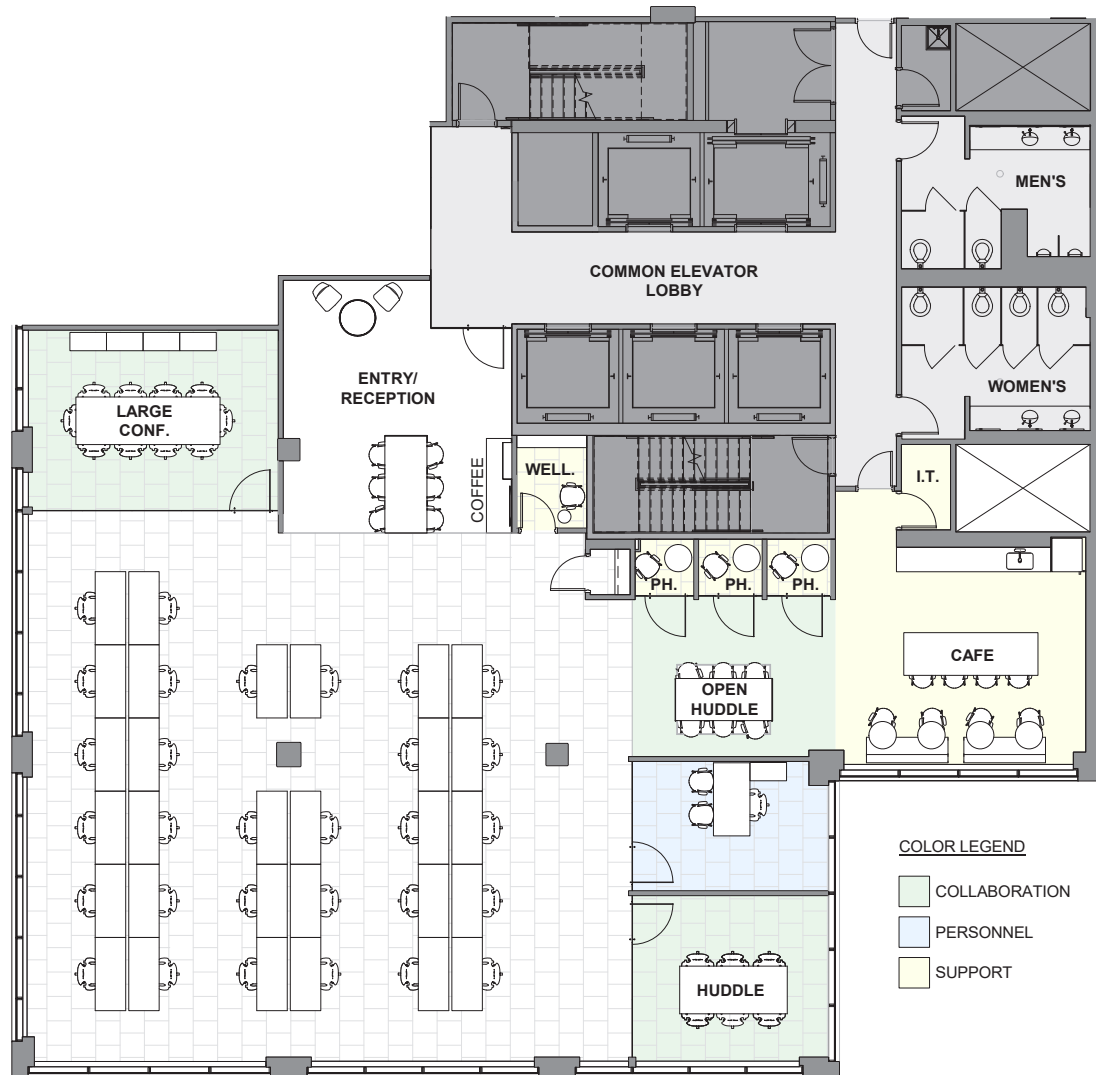 MEN'S
COMMON ELEVATOR
LOBBY
ENTRY/
RECEPTION
WOMEN'S
LARGE
CONF.
COFFEE
WELL.
I.T.
PH.
PH.
PH.
CAFE
OPEN
HUDDLE
HUDDLE
COLOR LEGEND
COLLABORATION
PERSONNEL
SUPPORT